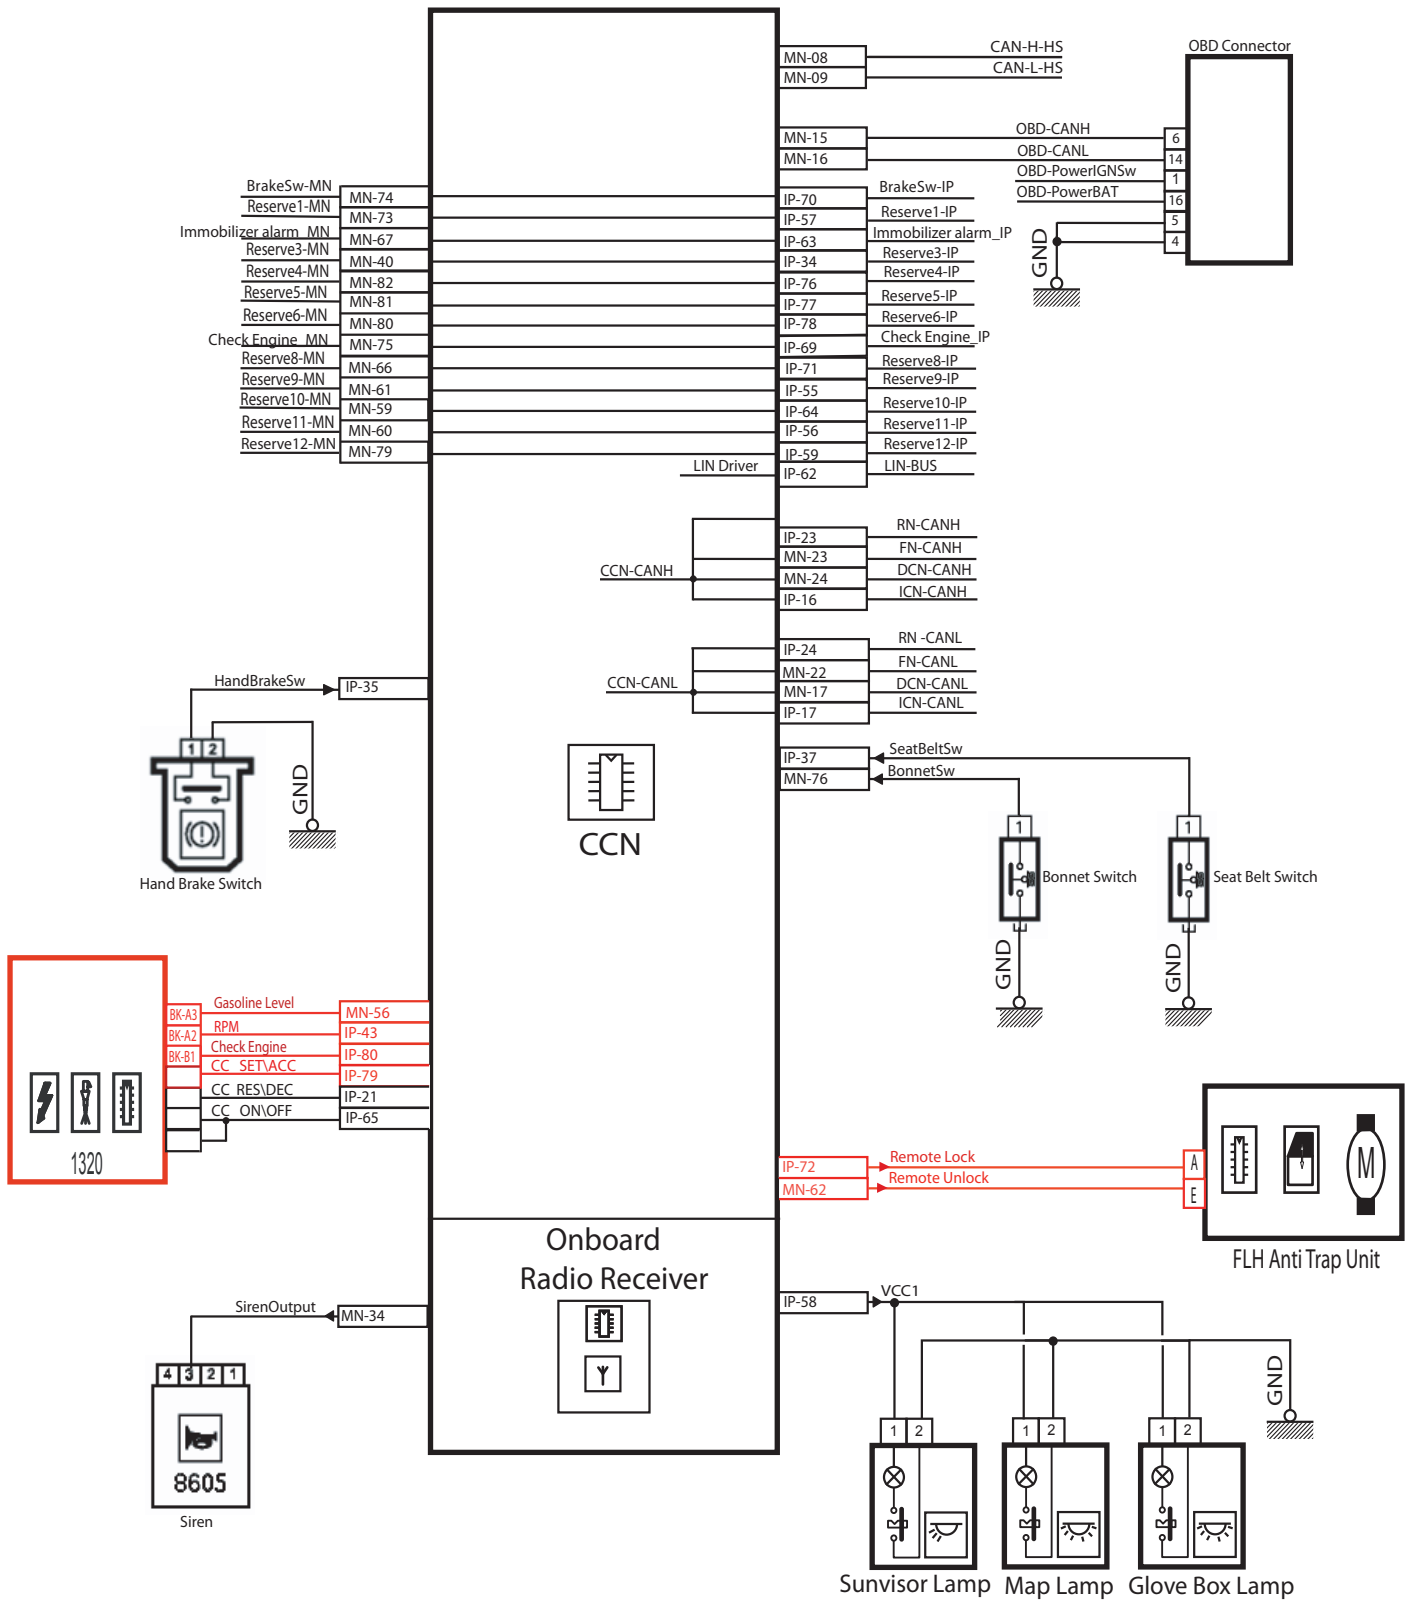 CAN-H-HS
MN-08
CAN-L-HS
MN-09
OBD Connector
OBD-CANH
MN-15
6
OBD-CANL
MN-16
14
OBD-PowerIGNSw
1
OBD-PowerBAT
16
5
4
GND
BrakeSw-MN
MN-74
IP-70
BrakeSw-IP
Reserve1-MN
MN-73
IP-57
Reserve1-IP
Immobilizer alarm_MN
MN-67
IP-63
Immobilizer alarm_IP
Reserve3-MN
MN-40
IP-34
Reserve3-IP
Reserve4-MN
MN-82
IP-76
Reserve4-IP
Reserve5-MN
MN-81
IP-77
Reserve5-IP
Reserve6-MN
MN-80
IP-78
Reserve6-IP
Check Engine_MN
MN-75
IP-69
Check Engine_IP
Reserve8-MN
MN-66
IP-71
Reserve8-IP
Reserve9-MN
MN-61
IP-55
Reserve9-IP
Reserve10-MN
MN-59
IP-64
Reserve10-IP
Reserve11-MN
MN-60
IP-56
Reserve11-IP
Reserve12-MN
MN-79
IP-59
Reserve12-IP
LIN Driver
IP-62
LIN-BUS
CCN-CANH
IP-23
RN-CANH
MN-23
FN-CANH
MN-24
DCN-CANH
IP-16
ICN-CANH
CCN-CANL
IP-24
RN -CANL
MN-22
FN-CANL
MN-17
DCN-CANL
IP-17
ICN-CANL
HandBrakeSw
IP-35
1 2
GND
Hand Brake Switch
CCN
IP-37
SeatBeltSw
MN-76
BonnetSw
1
Bonnet Switch
GND
1
Seat Belt Switch
GND
BK-A3
Gasoline Level
MN-56
BK-A2
RPM
IP-43
BK-B1
Check Engine
IP-80
CC SET\ACC
IP-79
CC RES\DEC
IP-21
CC ON\OFF
IP-65
1320
IP-72
Remote Lock
A
MN-62
Remote Unlock
E
M
FLH Anti Trap Unit
Onboard
Radio Receiver
SirenOutput
MN-34
4 3 2 1
8605
Siren
IP-58
VCC1
GND
1 2
Sunvisor Lamp
1 2
Map Lamp
1 2
Glove Box Lamp